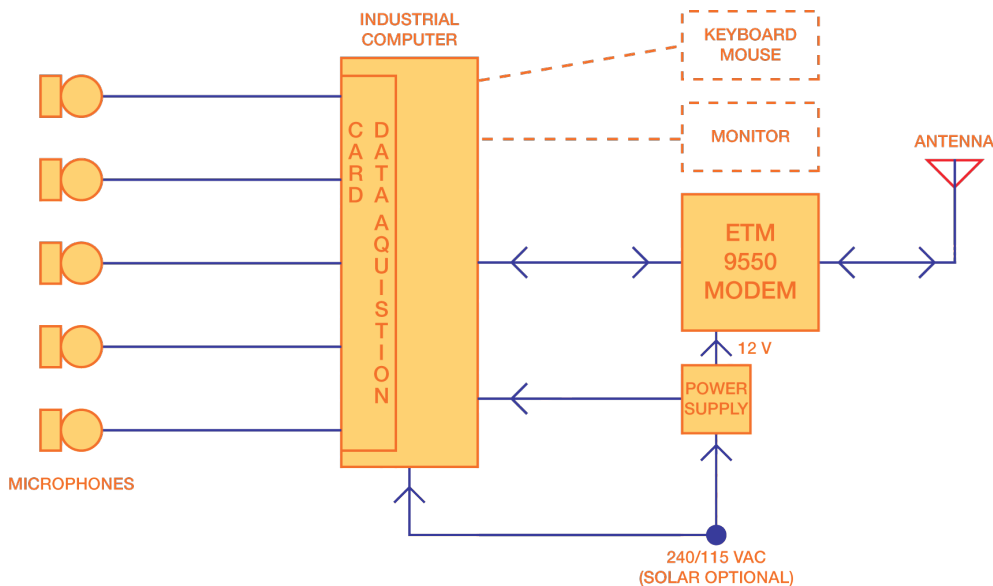 INDUSTRIAL
COMPUTER
KEYBOARD
MOUSE
MONITOR
ANTENNA
CARD
DATA AQUISTION
ETM
9550
MODEM
12 V
POWER
SUPPLY
MICROPHONES
240/115 VAC
(SOLAR OPTIONAL)